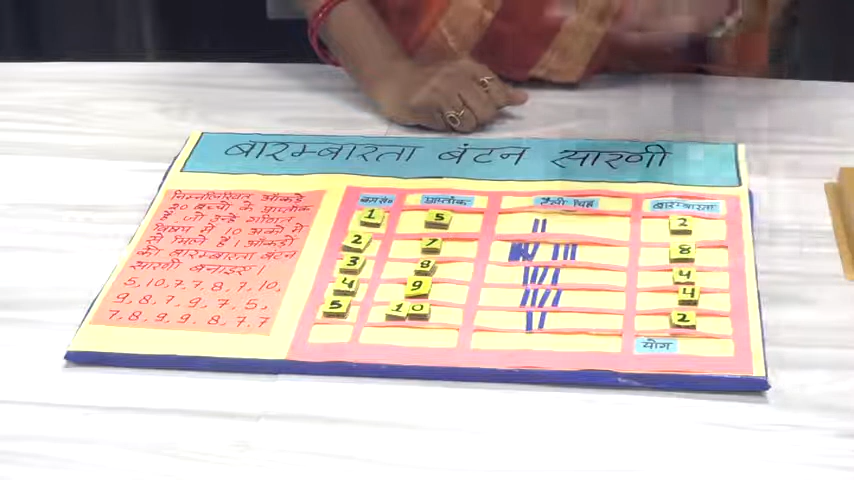 बारम्बारता बंटन सारणी
निम्नलिखित आँकडे
20 बच्चो के प्राप्तांक
है जो उन्हे गणित
विषय में 10 अंको मे
से मिले है। आँकडो
की बारम्बारता बंटन
सारणी बनाइए।
5, 10, 7, 7, 8, 7, 10,
9, 8, 7, 9, 7, 5,
7, 8, 9, 9, 8, 7, 7
क्रम सं० प्राप्तांक टैली चिह्न बारम्बारता
1 5 2
2 7 8
3 8 4
4 9 4
5 10 2
योग